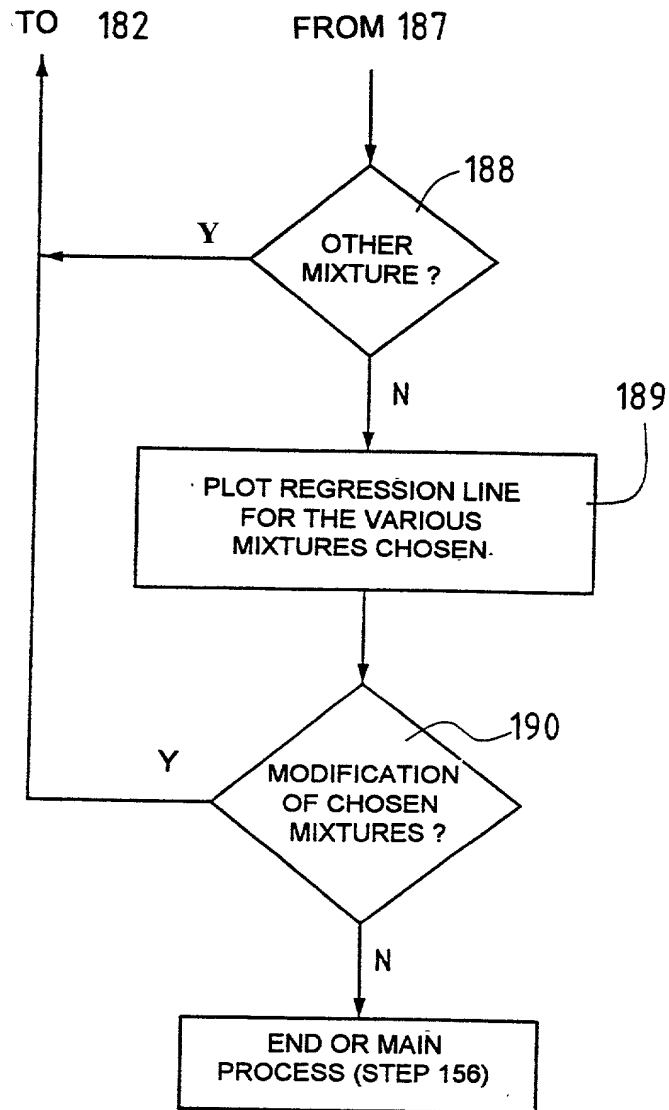 TO 182
FROM 187
188
Y
OTHER
MIXTURE ?
N
189
PLOT REGRESSION LINE
FOR THE VARIOUS
MIXTURES CHOSEN.
190
Y
MODIFICATION
OF CHOSEN
MIXTURES ?
N
END OR MAIN
PROCESS (STEP 156)